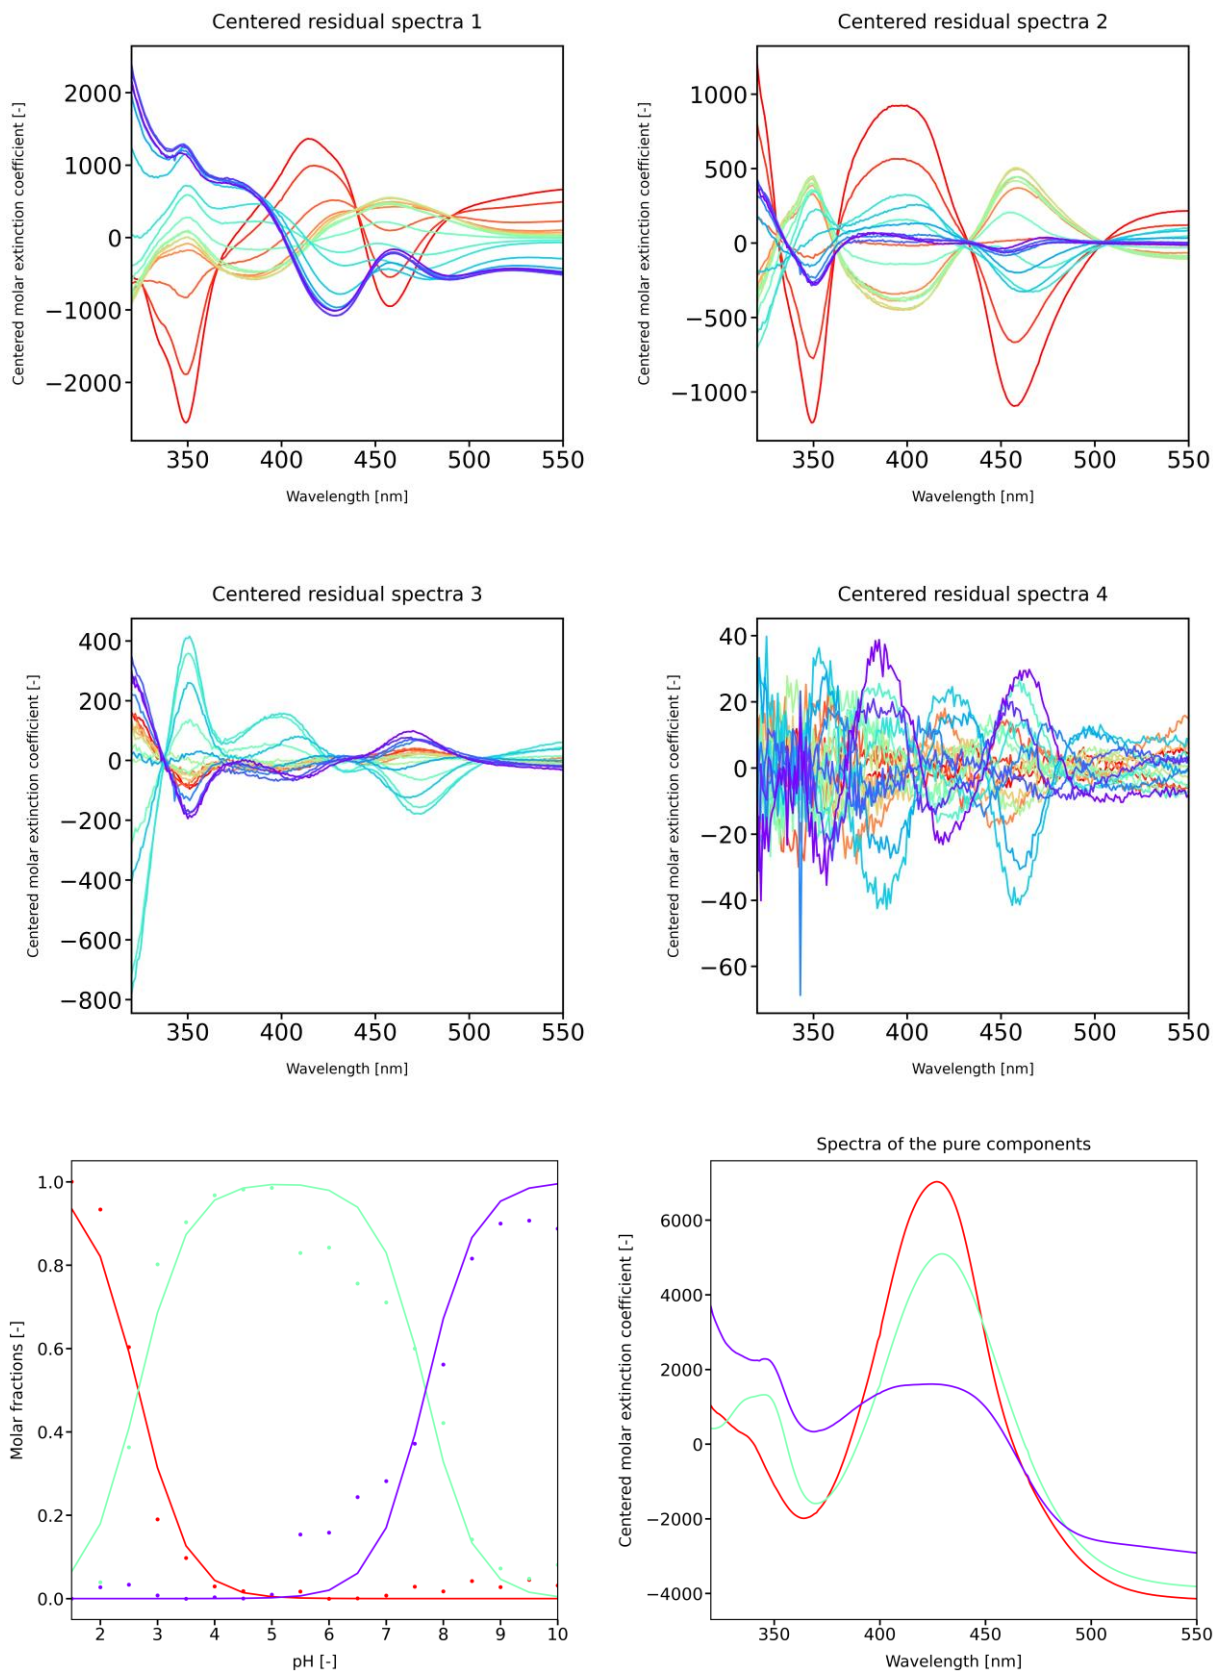 Centered residual spectra 1
Centered molar extinction coefficient [-]
2000
1000
0
−1000
−2000
350 400 450 500 550
Wavelength [nm]
Centered residual spectra 2
Centered molar extinction coefficient [-]
1000
500
0
−500
−1000
350 400 450 500 550
Wavelength [nm]
Centered residual spectra 3
Centered molar extinction coefficient [-]
400
200
0
−200
−400
−600
−800
350 400 450 500 550
Wavelength [nm]
Centered residual spectra 4
Centered molar extinction coefficient [-]
40
20
0
−20
−40
−60
350 400 450 500 550
Wavelength [nm]
Molar fractions [-]
1.0
0.8
0.6
0.4
0.2
0.0
2 3 4 5 6 7 8 9 10
pH [-]
Spectra of the pure components
Centered molar extinction coefficient [-]
6000
4000
2000
0
−2000
−4000
350 400 450 500 550
Wavelength [nm]